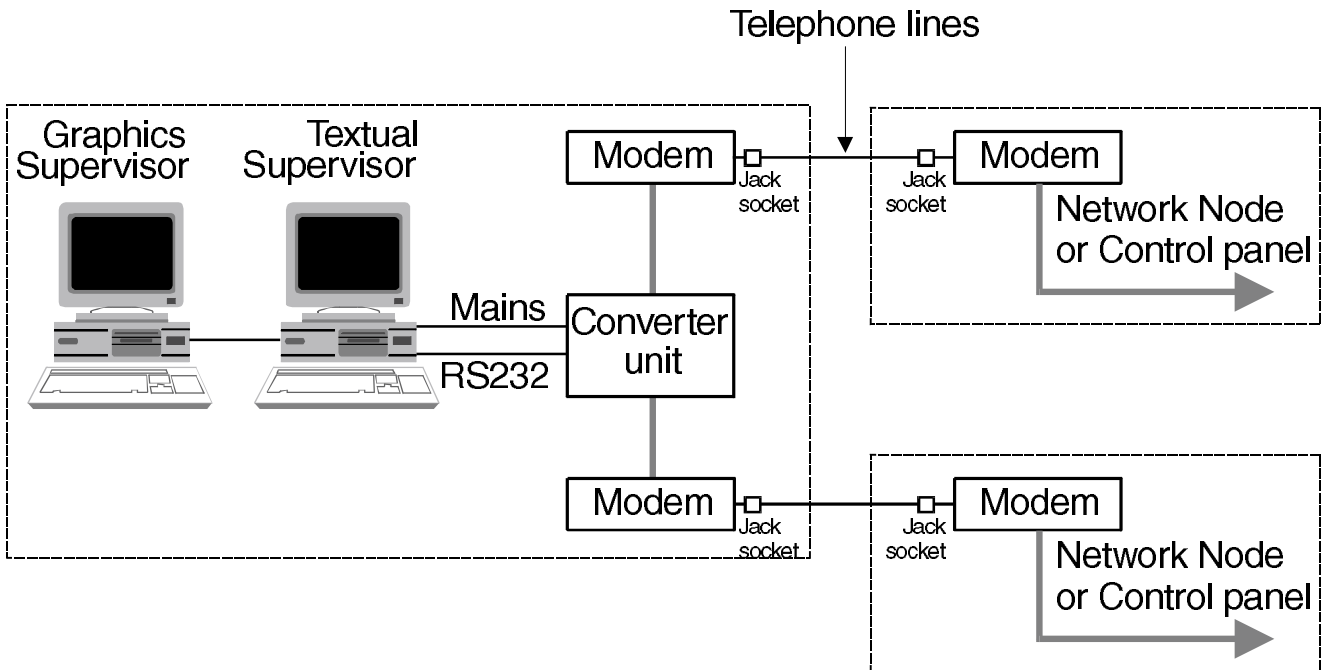 Telephone lines
Graphics
Supervisor
Textual
Supervisor
Modem
Jack
socket
Jack
socket
Modem
Network Node
or Control panel
Mains
RS232
Converter
unit
Modem
Jack
socket
Jack
socket
Modem
Network Node
or Control panel